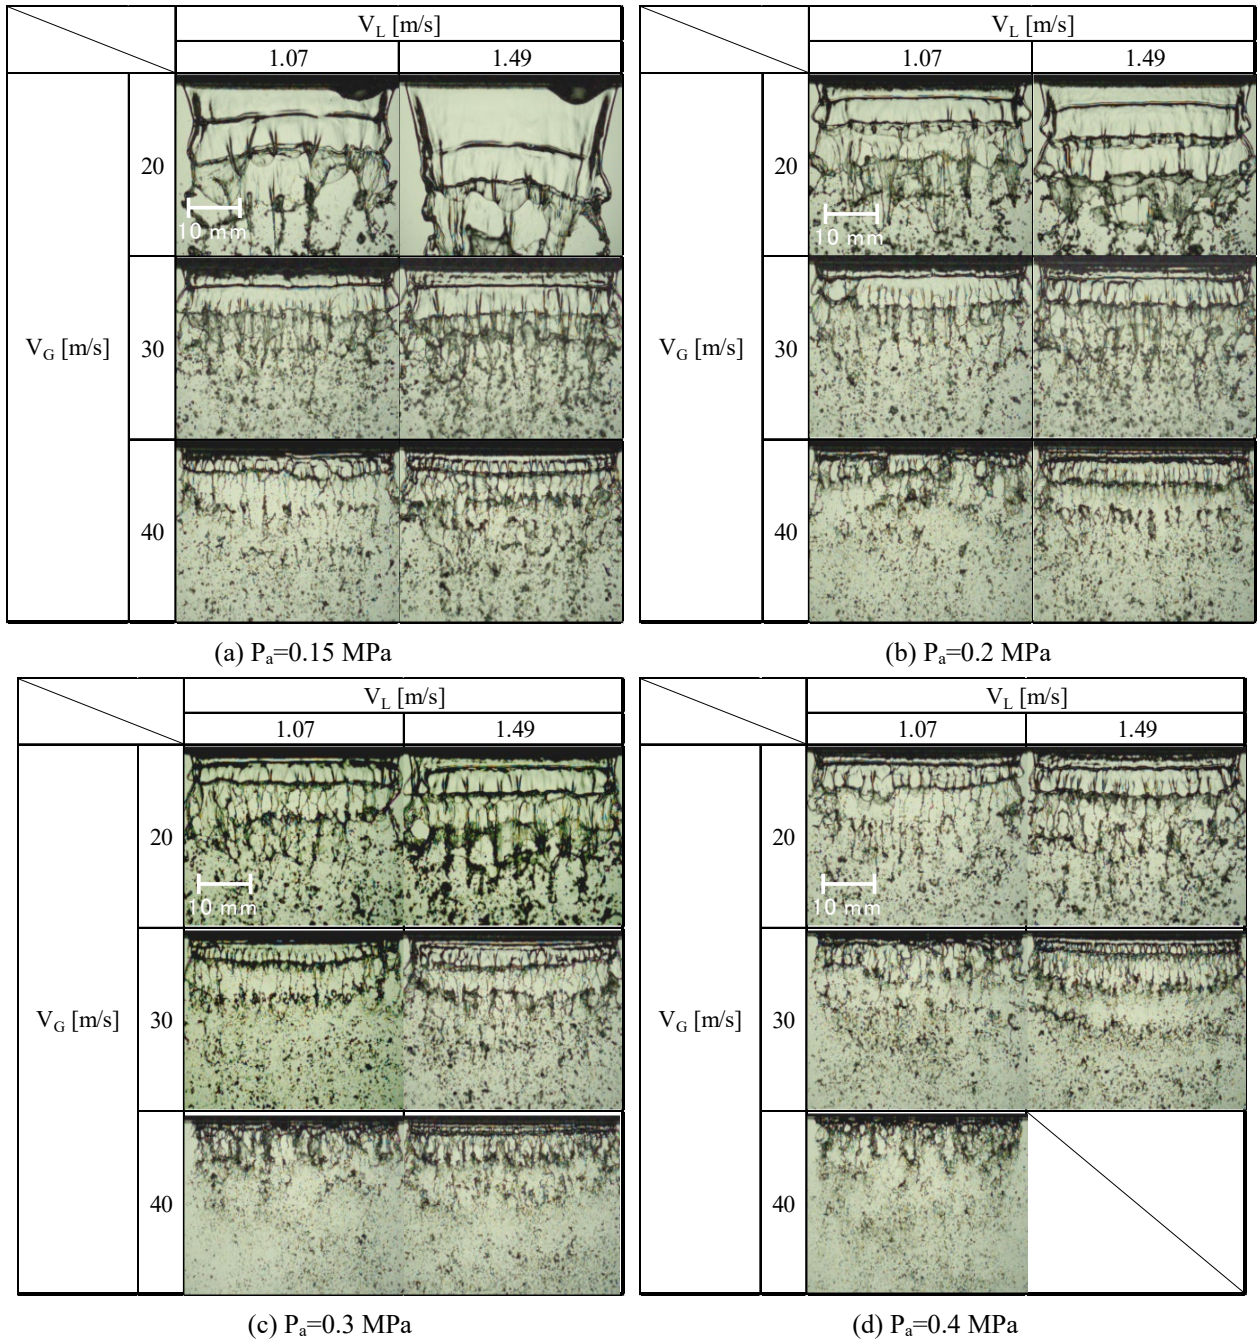 V_L [m/s]
1.07 1.49
V_G [m/s]
20
10 mm
30
40
(a) P_a=0.15 MPa
V_L [m/s]
1.07 1.49
V_G [m/s]
20
10 mm
30
40
(b) P_a=0.2 MPa
V_L [m/s]
1.07 1.49
V_G [m/s]
20
10 mm
30
40
(c) P_a=0.3 MPa
V_L [m/s]
1.07 1.49
V_G [m/s]
20
10 mm
30
40
(d) P_a=0.4 MPa